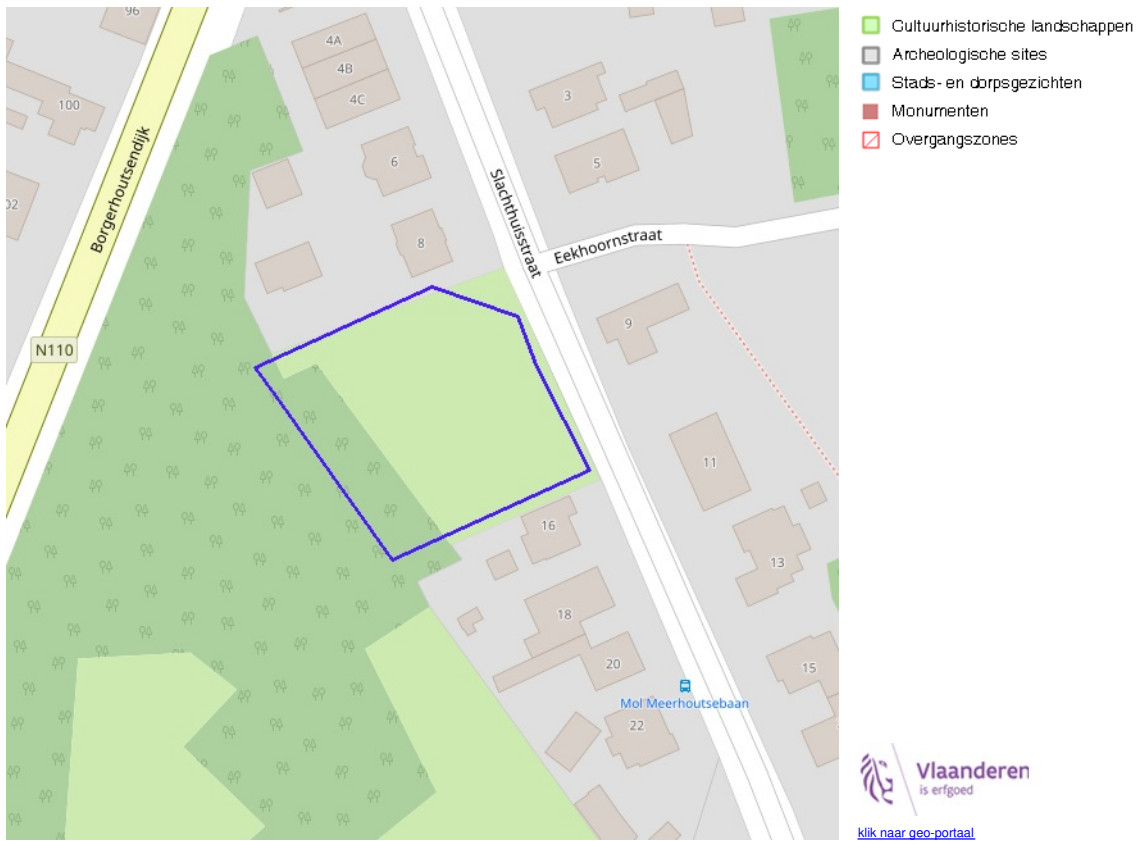 96
4A
4B
4C
100
3
5
6
8
02
Borgerhoutsendijk
Slachthuisstraat
Eekhoornstraat
N110
9
11
16
13
18
20
15
22
Mol Meerhoutsebaan
Cultuurhistorische landschappen
Archeologische sites
Stads- en dorpsgezichten
Monumenten
Overgangszones
Vlaanderen
is erfgoed
klik naar geo-portaal